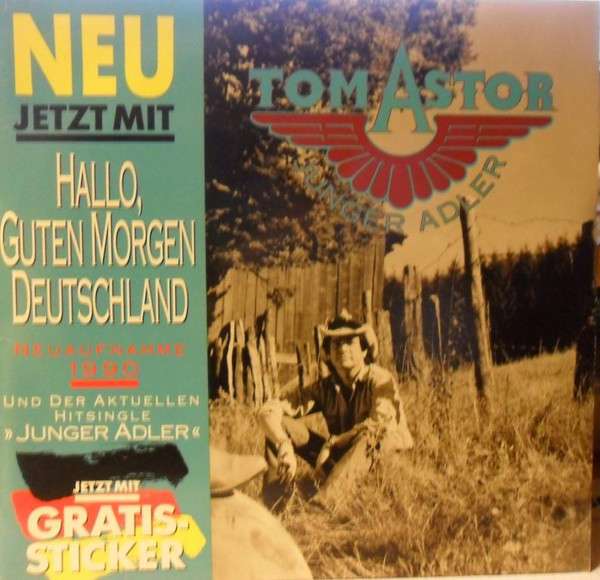 NEU
JETZT MIT
HALLO,
GUTEN MORGEN
DEUTSCHLAND
NEUAUFNAHME
1990
UND DER AKTUELLEN
HITSINGLE
»JUNGER ADLER«
JETZT MIT
GRATIS-
STICKER
TOM ASTOR
JUNGER ADLER